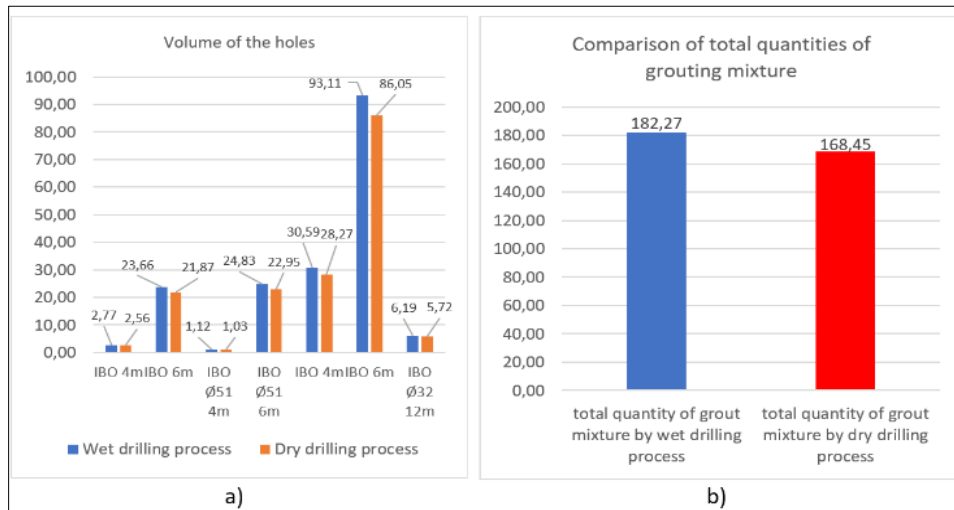 Volume of the holes
100,00
90,00
80,00
70,00
60,00
50,00
40,00
30,00
20,00
10,00
0,00
2,77
2,56
23,66
21,87
1,12
1,03
24,83
22,95
30,59
28,27
93,11
86,05
6,19
5,72
IBO 4m
IBO 6m
IBO
Ø51
4m
IBO
Ø51
6m
IBO 4m
IBO 6m
IBO
Ø32
12m
Wet drilling process
Dry drilling process
a)
Comparison of total quantities of
grouting mixture
200,00
180,00
160,00
140,00
120,00
100,00
80,00
60,00
40,00
20,00
0,00
182,27
168,45
total quantity of grout
mixture by wet drilling
process
total quantity of grout
mixture by dry drilling
process
b)